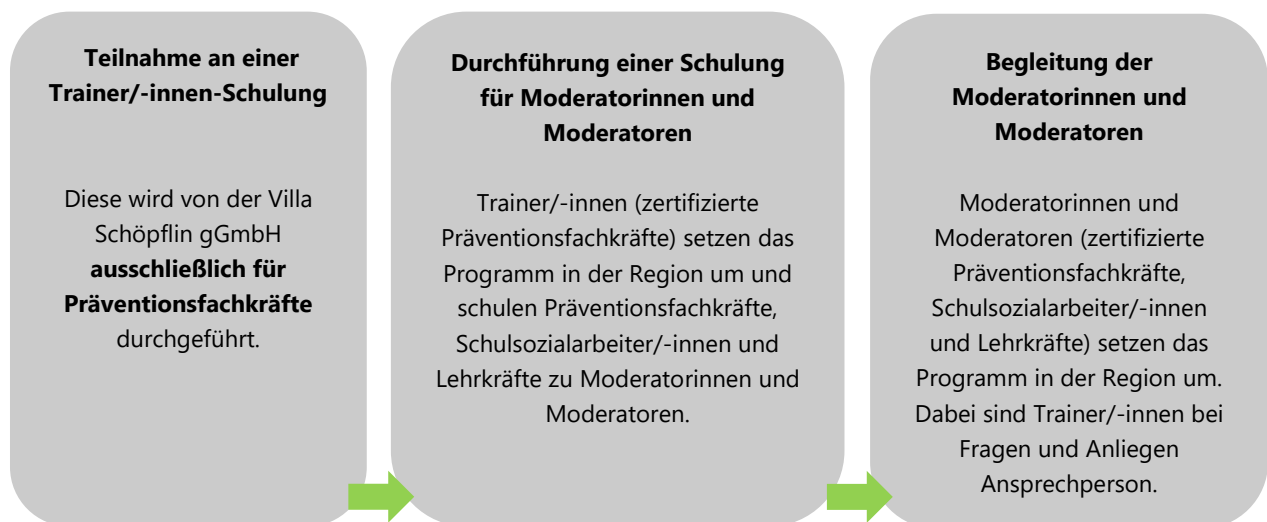 Teilnahme an einer
Trainer/-innen-Schulung
Diese wird von der Villa
Schöpflin gGmbH
ausschließlich für
Präventionsfachkräfte
durchgeführt.
Durchführung einer Schulung
für Moderatorinnen und
Moderatoren
Trainer/-innen (zertifizierte
Präventionsfachkräfte) setzen das
Programm in der Region um und
schulen Präventionsfachkräfte,
Schulsozialarbeiter/-innen und
Lehrkräfte zu Moderatorinnen und
Moderatoren.
Begleitung der
Moderatorinnen und
Moderatoren
Moderatorinnen und
Moderatoren (zertifizierte
Präventionsfachkräfte,
Schulsozialarbeiter/-innen
und Lehrkräfte) setzen das
Programm in der Region um.
Dabei sind Trainer/-innen bei
Fragen und Anliegen
Ansprechperson.